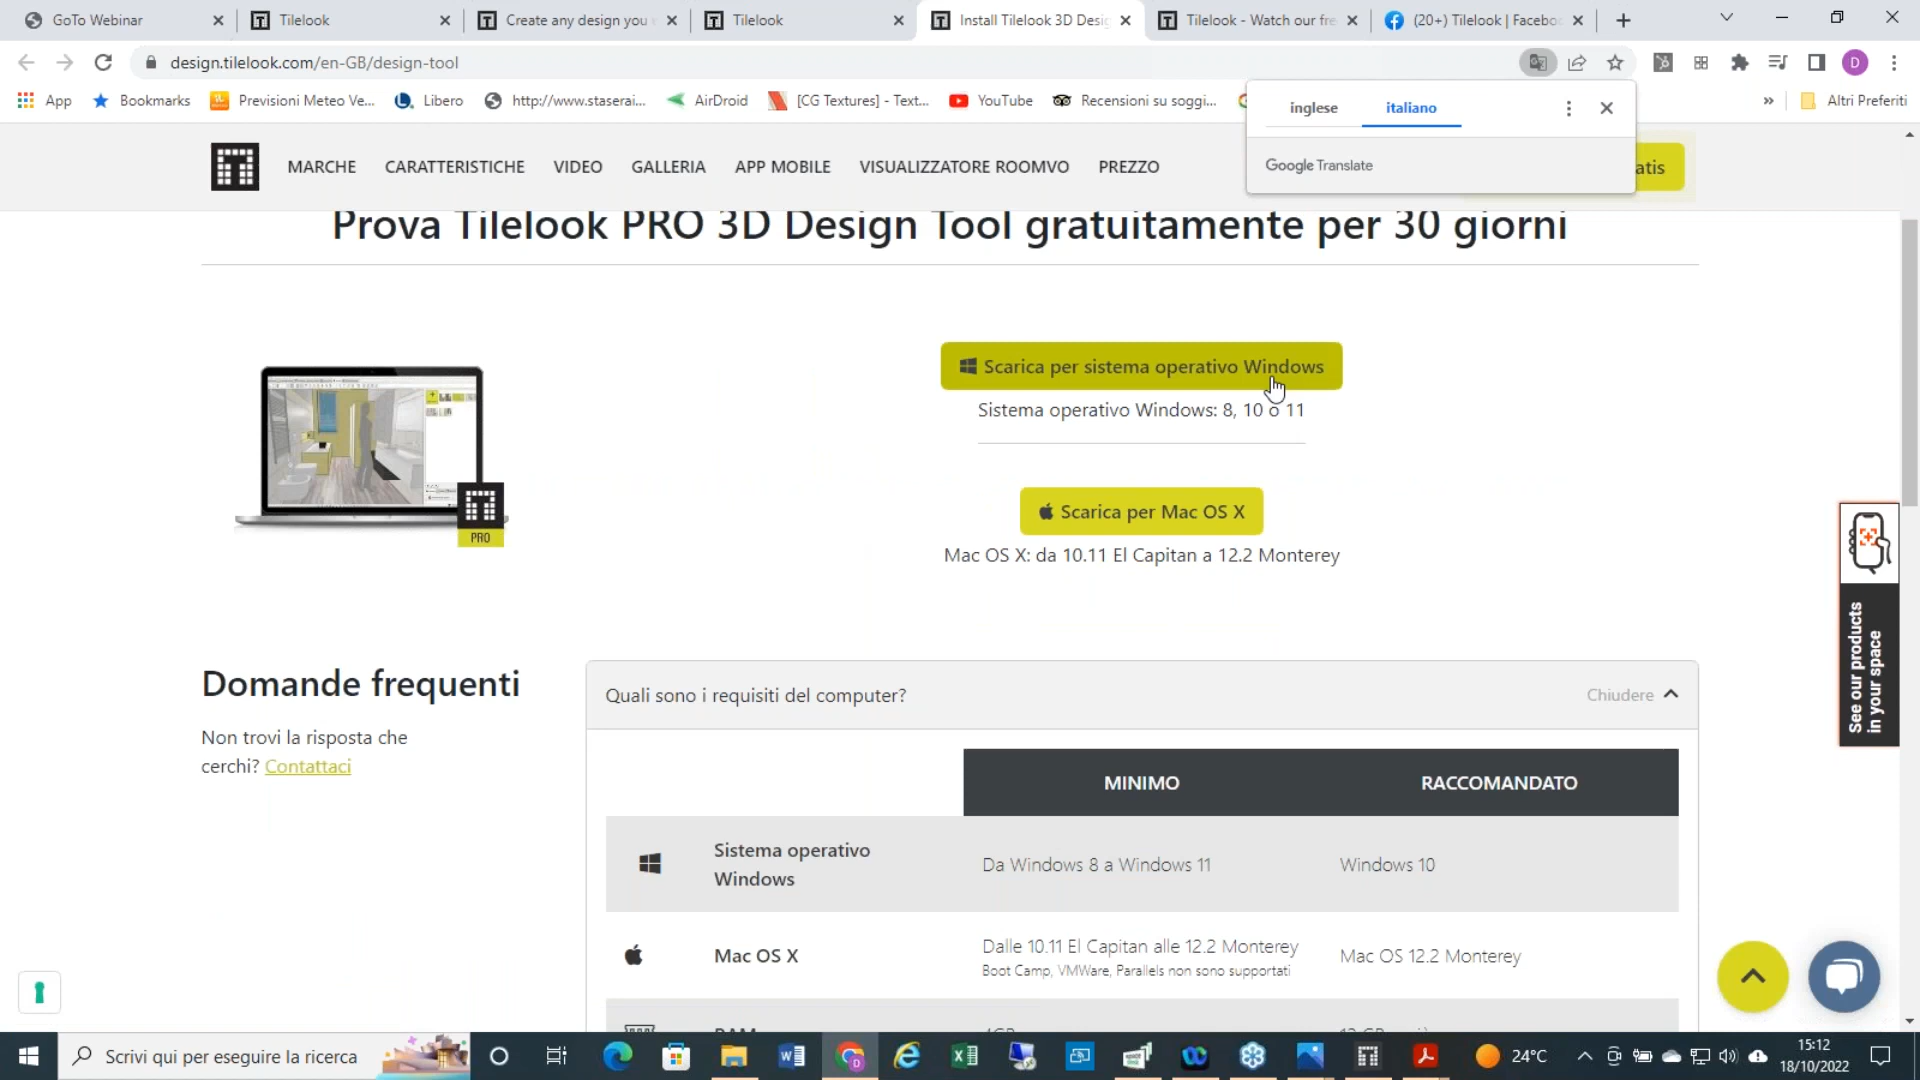 GoTo Webinar
Tilelook
Create any design you
Tilelook
Install Tilelook 3D Desig
Tilelook - Watch our fre
(20+) Tilelook | Facebo
design.tilelook.com/en-GB/design-tool
D
App
Bookmarks
Previsioni Meteo Ve...
Libero
http://www.staserai...
AirDroid
[CG Textures] - Text...
YouTube
Recensioni su soggi...
»
Altri Preferiti
inglese
italiano
Google Translate
MARCHE
CARATTERISTICHE
VIDEO
GALLERIA
APP MOBILE
VISUALIZZATORE ROOMVO
PREZZO
atis
Prova Tilelook PRO 3D Design Tool gratuitamente per 30 giorni
Scarica per sistema operativo Windows
Sistema operativo Windows: 8, 10 o 11
PRO
Scarica per Mac OS X
Mac OS X: da 10.11 El Capitan a 12.2 Monterey
See our products
in your space
Domande frequenti
Non trovi la risposta che
cerchi? Contattaci
Quali sono i requisiti del computer?
Chiudere
MINIMO
RACCOMANDATO
Sistema operativo
Windows
Da Windows 8 a Windows 11
Windows 10
Mac OS X
Dalle 10.11 El Capitan alle 12.2 Monterey
Boot Camp, VMWare, Parallels non sono supportati
Mac OS 12.2 Monterey
RAM
4GB
Scrivi qui per eseguire la ricerca
24°C
15:12
18/10/2022